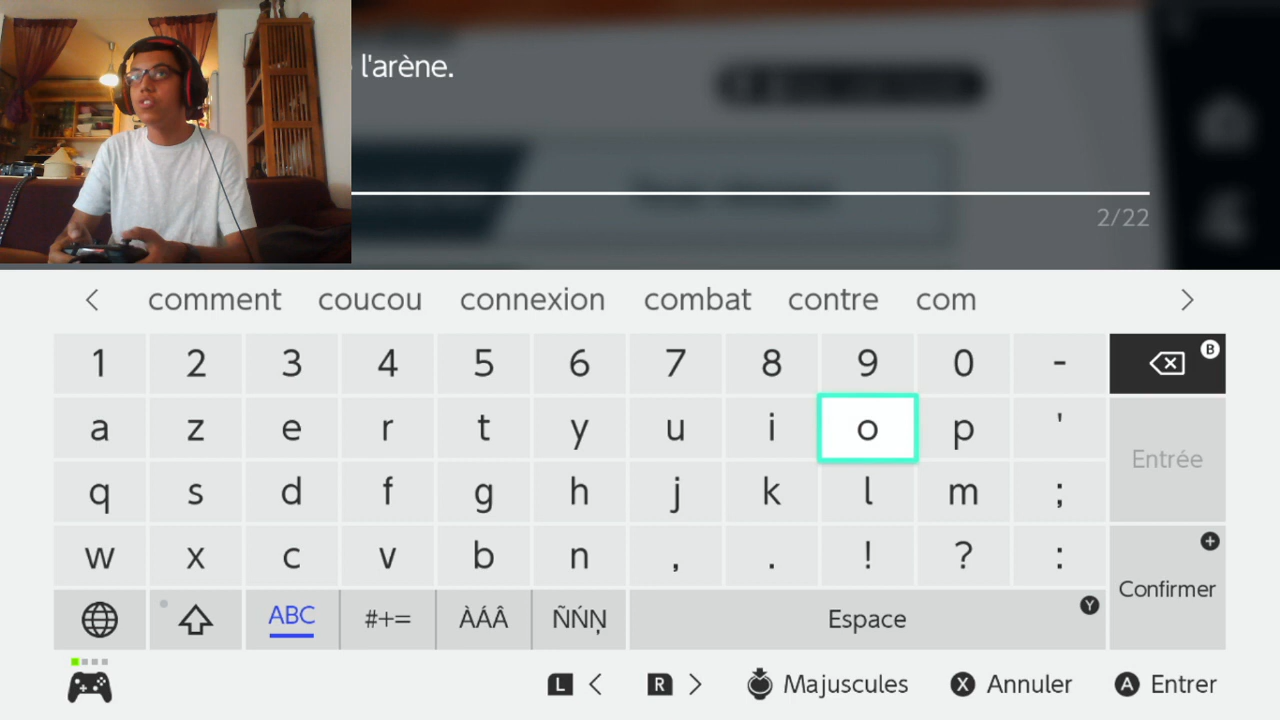 l'arène.
2/22
comment coucou connexion combat contre com
1 2 3 4 5 6 7 8 9 0 - B
a z e r t y u i o p ' Entrée
q s d f g h j k l m ;
w x c v b n , . ! ? : + Confirmer
ABC #+= ÀÁÂ ÑŃŅ Espace Y
L < R > Majuscules X Annuler A Entrer